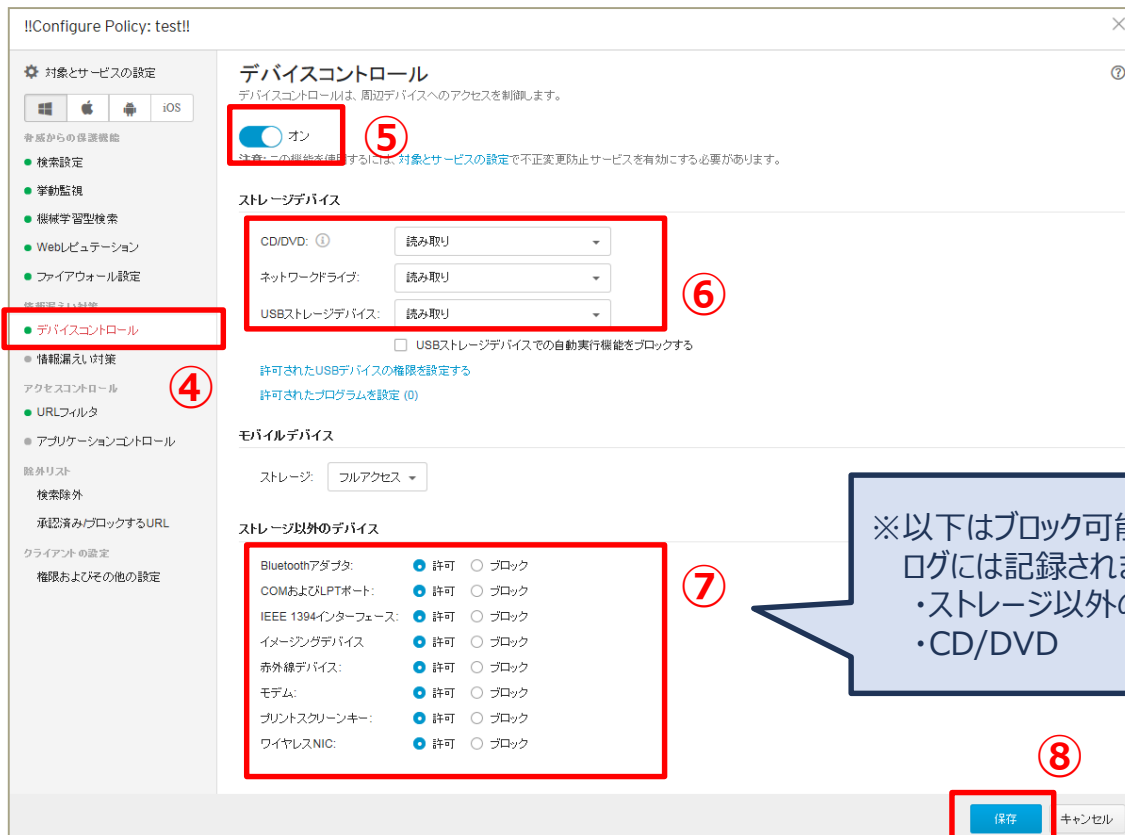 !!Configure Policy: test!!
対象とサービスの設定
iOS
脅威からの保護機能
検索設定
挙動監視
機械学習型検索
Webレピュテーション
ファイアウォール設定
情報漏えい対策
デバイスコントロール
④
情報漏えい対策
アクセスコントロール
URLフィルタ
アプリケーションコントロール
除外リスト
検索除外
承認済み/ブロックするURL
クライアントの設定
権限およびその他の設定
デバイスコントロール
デバイスコントロールは、周辺デバイスへのアクセスを制御します。
オン
⑤
注意: この機能を使用するには、対象とサービスの設定で不正変更防止サービスを有効にする必要があります。
ストレージデバイス
CD/DVD: 読み取り
ネットワークドライブ: 読み取り
⑥
USBストレージデバイス: 読み取り
USBストレージデバイスでの自動実行機能をブロックする
許可されたUSBデバイスの権限を設定する
許可されたプログラムを設定 (0)
モバイルデバイス
ストレージ: フルアクセス
ストレージ以外のデバイス
Bluetoothアダプタ: 許可 ブロック
⑦
COMおよびLPTポート: 許可 ブロック
IEEE 1394インターフェース: 許可 ブロック
イメージングデバイス 許可 ブロック
赤外線デバイス: 許可 ブロック
モデム: 許可 ブロック
プリントスクリーンキー: 許可 ブロック
ワイヤレスNIC: 許可 ブロック
※以下はブロック可能
ログには記録されま
・ストレージ以外の
・CD/DVD
⑧
保存 キャンセル